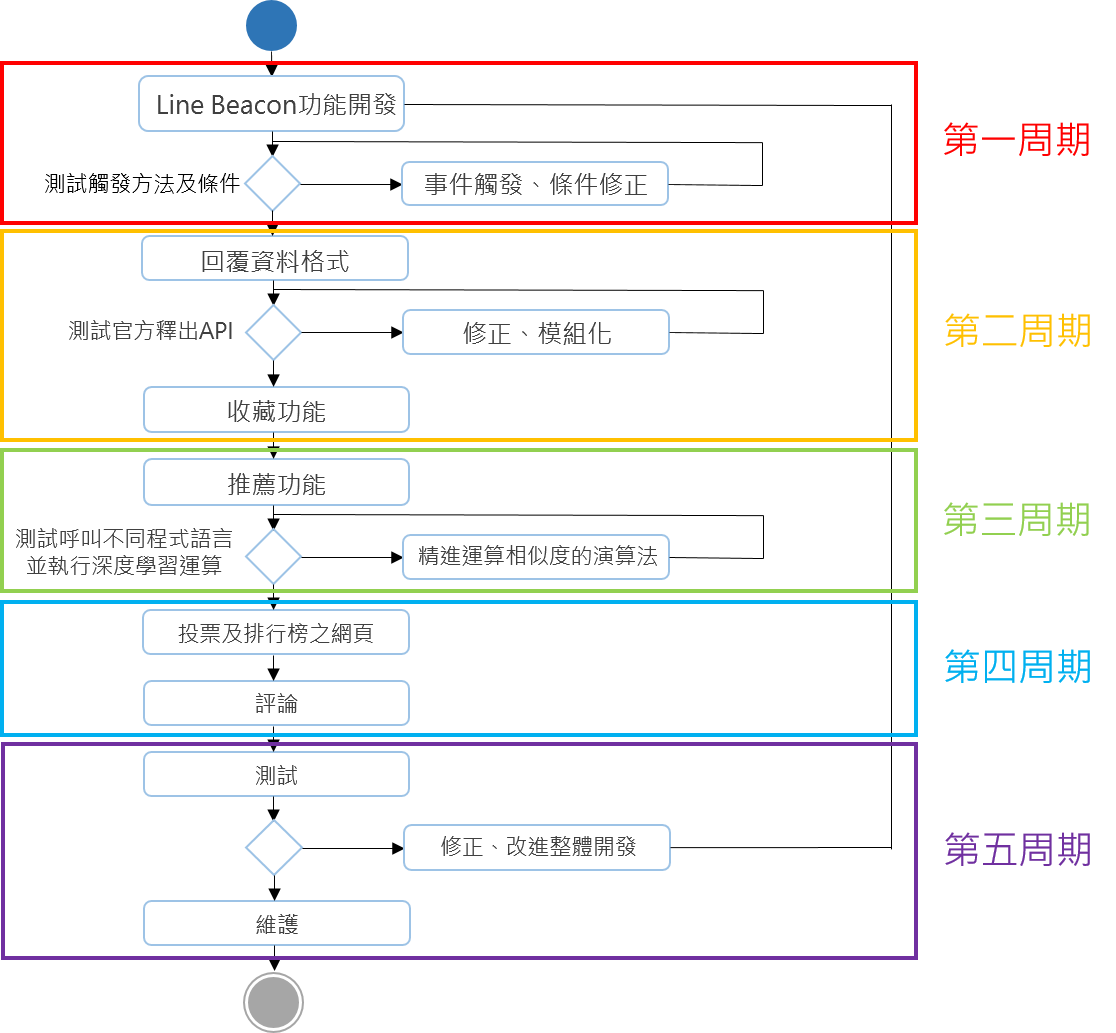 Line Beacon功能開發
第一周期
測試觸發方法及條件
事件觸發、條件修正
回覆資料格式
第二周期
測試官方釋出API
修正、模組化
收藏功能
推薦功能
第三周期
測試呼叫不同程式語言
並執行深度學習運算
精進運算相似度的演算法
投票及排行榜之網頁
第四周期
評論
測試
修正、改進整體開發
第五周期
維護